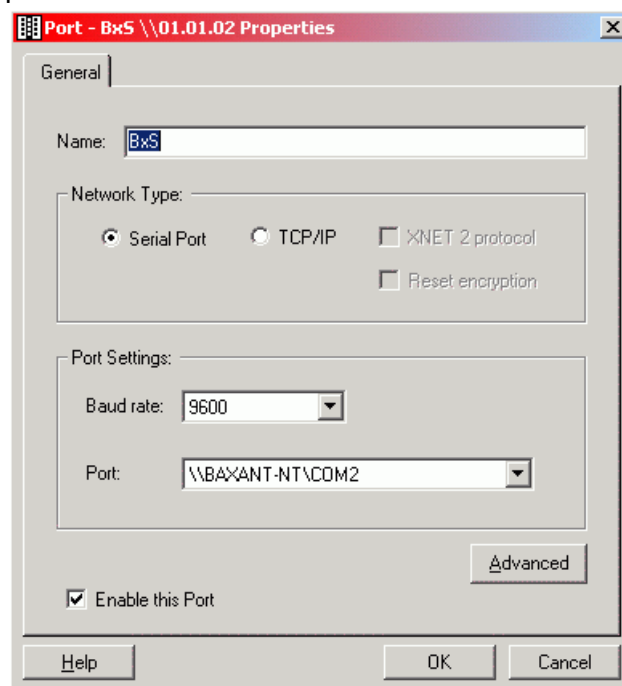 Port - BxS \\01.01.02 Properties
General
Name: BxS
Network Type:
Serial Port TCP/IP XNET 2 protocol
Reset encryption
Port Settings:
Baud rate: 9600
Port: \\BAXANT-NT\COM2
Advanced
Enable this Port
Help OK Cancel